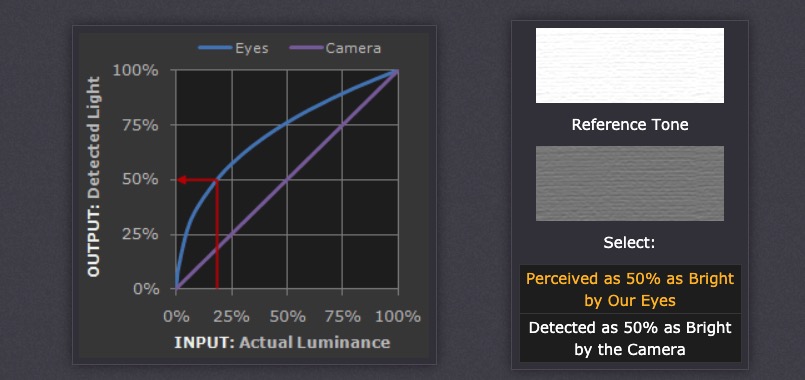 Eyes Camera
100%
75%
50%
25%
0%
OUTPUT: Detected Light
0% 25% 50% 75% 100%
INPUT: Actual Luminance
Reference Tone
Select:
Perceived as 50% as Bright
by Our Eyes
Detected as 50% as Bright
by the Camera